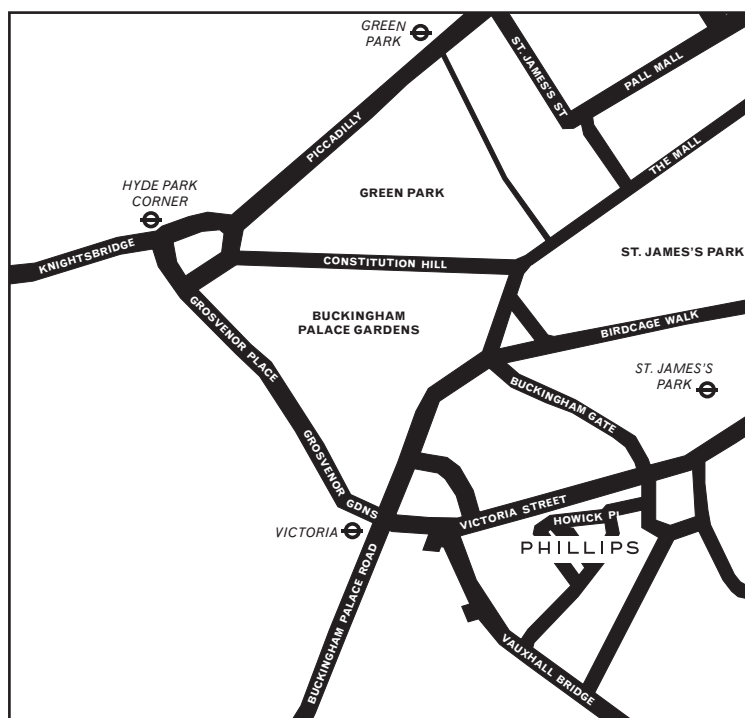 GREEN
PARK
ST. JAMES'S ST
PALL MALL
PICCADILLY
THE MALL
HYDE PARK
CORNER
GREEN PARK
KNIGHTSBRIDGE
CONSTITUTION HILL
ST. JAMES'S PARK
BUCKINGHAM
PALACE GARDENS
BIRDCAGE WALK
GROSVENOR PLACE
ST. JAMES'S
PARK
BUCKINGHAM GATE
GROSVENOR GDNS
VICTORIA STREET
HOWICK PL
VICTORIA
PHILLIPS
BUCKINGHAM PALACE ROAD
VAUXHALL BRIDGE